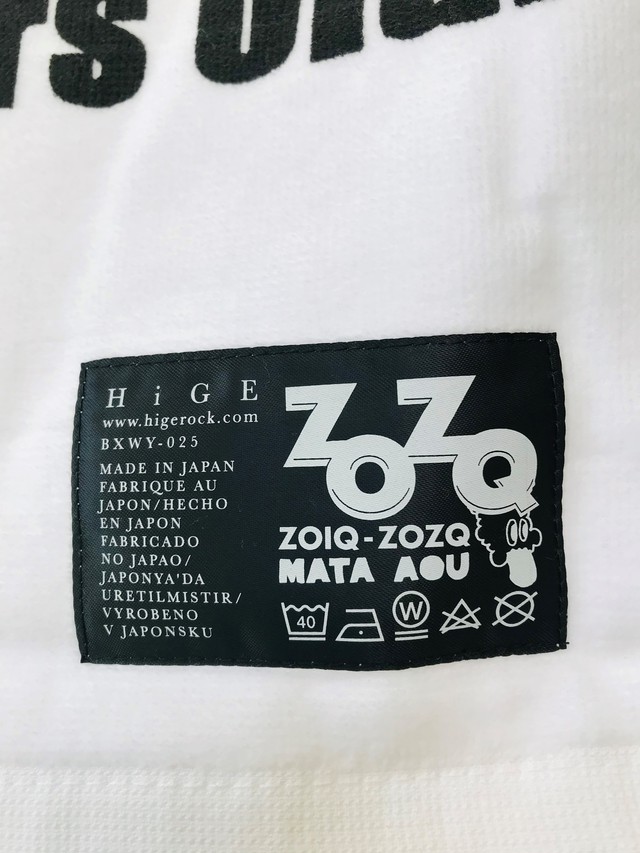 HiGE
www.higerock.com
BXWY-025
MADE IN JAPAN
FABRIQUE AU
JAPON/HECHO
EN JAPON
FABRICADO
NO JAPAO/
JAPONYA'DA
URETILMISTIR/
VYROBENO
V JAPONSKU
ZOZQ
ZOIQ-ZOZQ
MATA AOU
40
W